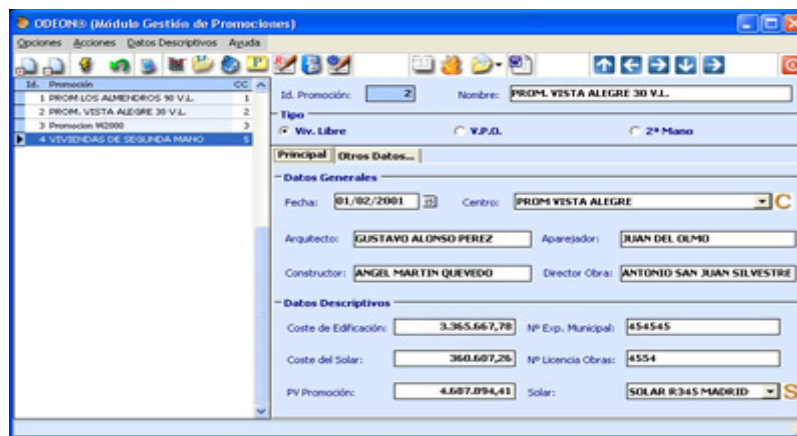 ODEON® (Módulo Gestión de Promociones)
Opciones Acciones Datos Descriptivos Ayuda
Id. Promoción CC
1 PROM LOS ALMENDROS 90 V.L. 1
2 PROM. VISTA ALEGRE 30 V.L. 2
3 Promocion W2000 3
4 VIVIENDAS DE SEGUNDA MANO 5
Id. Promoción: 2 Nombre: PROM. VISTA ALEGRE 30 V.L.
Tipo
Viv. Libre V.P.O. 2ª Mano
Principal Otros Datos...
Datos Generales
Fecha: 01/02/2001 15 Centro: PROM VISTA ALEGRE C
Arquitecto: GUSTAVO ALONSO PEREZ Aparejador: JUAN DEL OLMO
Constructor: ANGEL MARTIN QUEVEDO Director Obra: ANTONIO SAN JUAN SILVESTRE
Datos Descriptivos
Coste de Edificación: 3.365.667,78 Nº Exp. Municipal: 454545
Coste del Solar: 360.607,26 Nº Licencia Obras: 4554
PV Promoción: 4.687.894,41 Solar: SOLAR R345 MADRID S